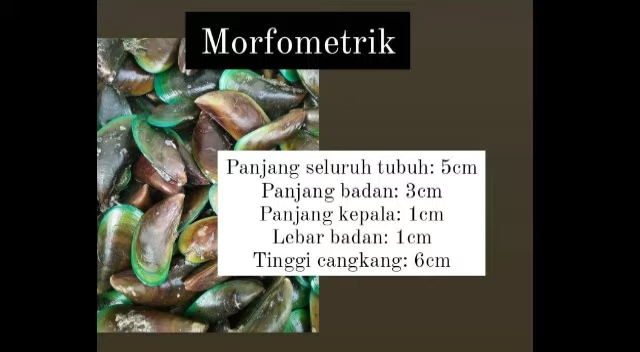 Morfometrik
Panjang seluruh tubuh: 5cm
Panjang badan: 3cm
Panjang kepala: 1cm
Lebar badan: 1cm
Tinggi cangkang: 6cm